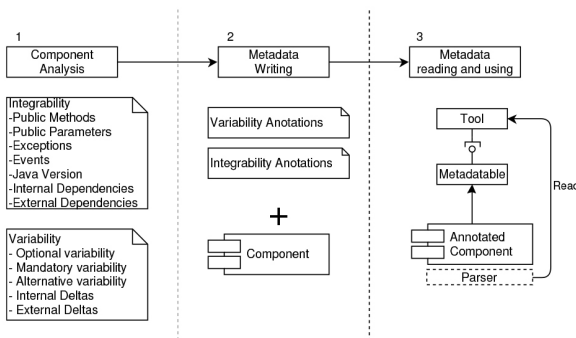 1
Component
Analysis
Integrability
-Public Methods
-Public Parameters
-Exceptions
-Events
-Java Version
-Internal Dependencies
-External Dependencies
Variability
- Optional variability
- Mandatory variability
- Alternative variability
- Internal Deltas
- External Deltas
2
Metadata
Writing
Variability Anotations
Integrability Anotations
+
Component
3
Metadata
reading and using
Tool
Metadatable
Annotated
Component
Parser
Read